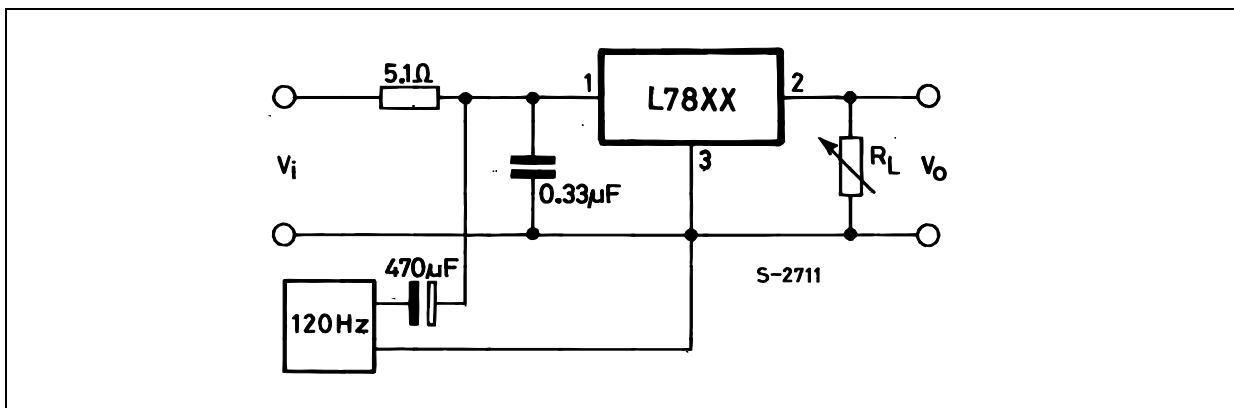 5.1Ω
1
L78XX
2
3
Vi
0.33μF
RL
Vo
470μF
S-2711
120Hz